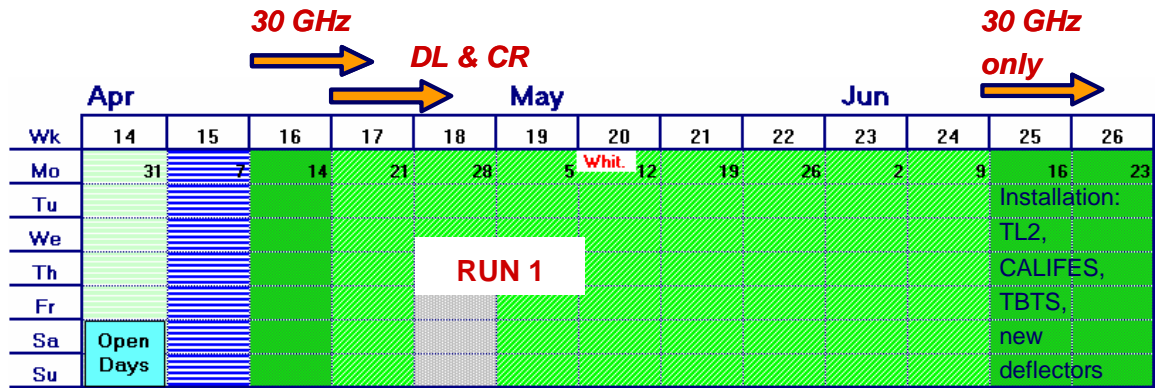 30 GHz
30 GHz
DL & CR
only
Apr May Jun
Wk 14 15 16 17 18 19 20 21 22 23 24 25 26
Mo 31 7 14 21 28 5 Whit. 12 19 26 2 9 16 23
Tu Installation:
We TL2,
Th RUN 1 CALIFES,
Fr TBTS,
Sa Open new
Su Days deflectors